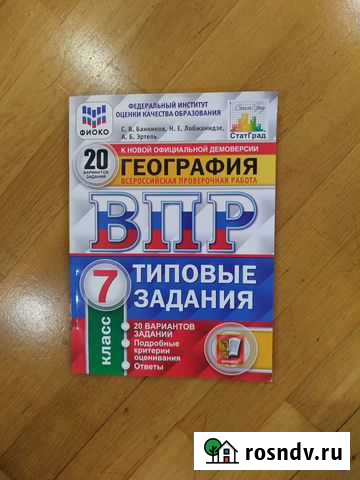 ФИОКО
ФЕДЕРАЛЬНЫЙ ИНСТИТУТ
ОЦЕНКИ КАЧЕСТВА ОБРАЗОВАНИЯ
С. В. Банников, Н. Е. Лобжанидзе,
А. Б. Эртель
СтатГрад
20
ВАРИАНТОВ
ЗАДАНИЙ
К НОВОЙ ОФИЦИАЛЬНОЙ ДЕМОВЕРСИИ
ГЕОГРАФИЯ
ВСЕРОССИЙСКАЯ ПРОВЕРОЧНАЯ РАБОТА
ВПР
7
класс
ТИПОВЫЕ
ЗАДАНИЯ
• 20 ВАРИАНТОВ
ЗАДАНИЙ
• Подробные
критерии
оценивания
• Ответы
rosndv.ru